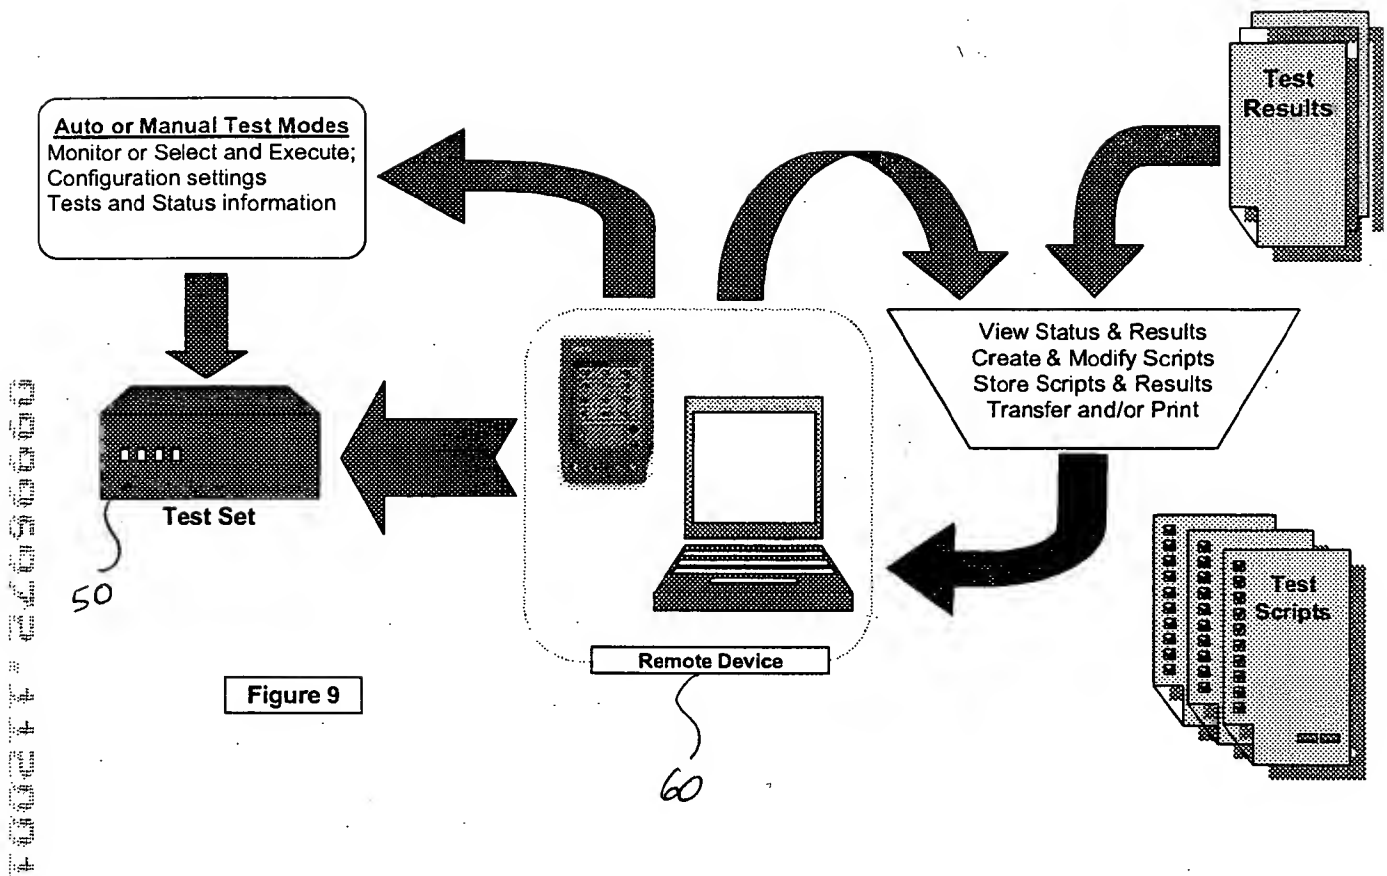 Test
Results
Auto or Manual Test Modes
Monitor or Select and Execute;
Configuration settings
Tests and Status information
View Status & Results
Create & Modify Scripts
Store Scripts & Results
Transfer and/or Print
Test Set
50
Test
Scripts
Remote Device
Figure 9
60